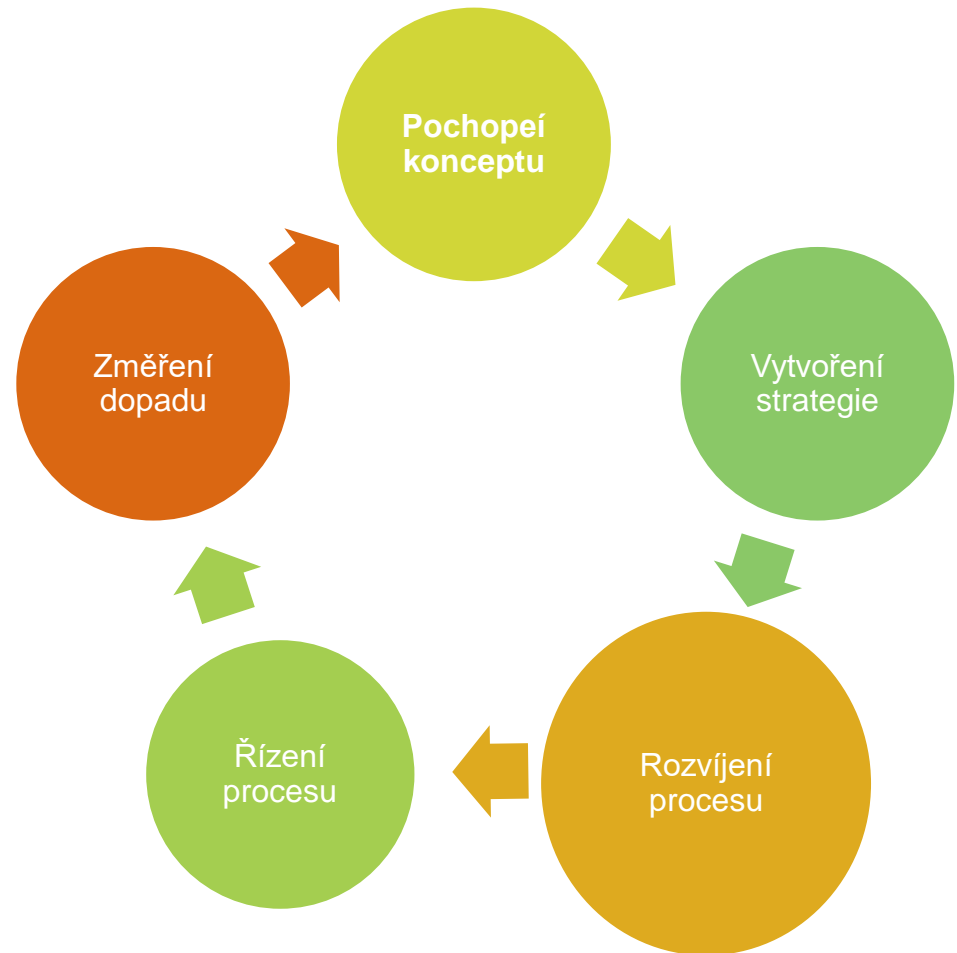 Pochopeí
konceptu
Vytvoření
strategie
Rozvíjení
procesu
Řízení
procesu
Změření
dopadu